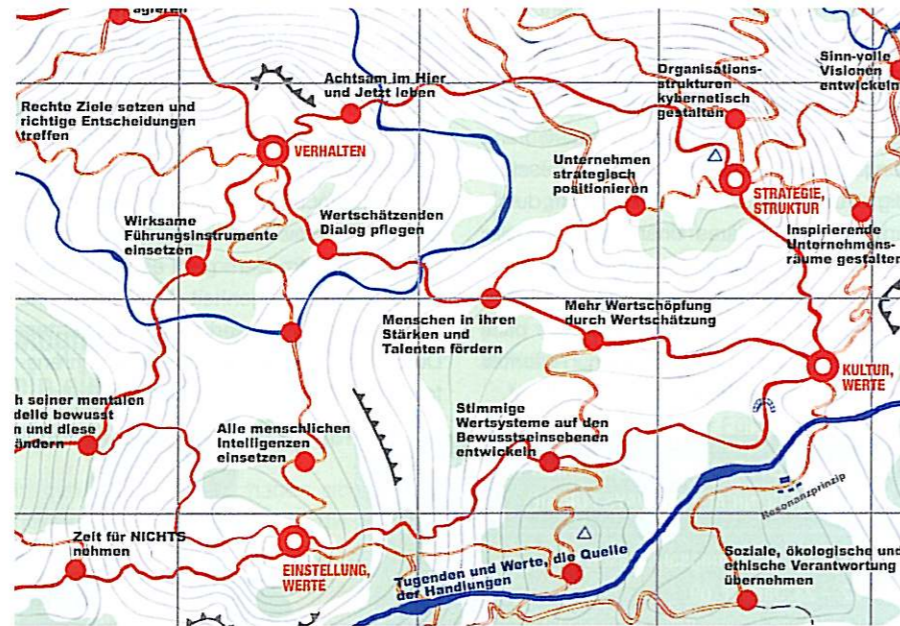 agieren
Achtsam im Hier
und Jetzt leben
Organisations-
strukturen
kybernetisch
gestalten
Sinn-volle
Visionen
entwickeln
Rechte Ziele setzen und
richtige Entscheidungen
treffen
VERHALTEN
Unternehmen
strategisch
positionieren
STRATEGIE,
STRUKTUR
Wirksame
Führungsinstrumente
einsetzen
Wertschätzenden
Dialog pflegen
Inspirierende
Unternehmens-
räume gestalten
Menschen in ihren
Stärken und
Talenten fördern
Mehr Wertschöpfung
durch Wertschätzung
KULTUR,
WERTE
h seiner mentalen
delle bewusst
n und diese
ändern
Alle menschlichen
Intelligenzen
einsetzen
Stimmige
Wertsysteme auf den
Bewusstseinsebenen
entwickeln
Resonanzprinzip
Zeit für NICHTS
nehmen
EINSTELLUNG,
WERTE
Tugenden und Werte, die Quelle
der Handlungen
Soziale, ökologische und
ethische Verantwortung
übernehmen